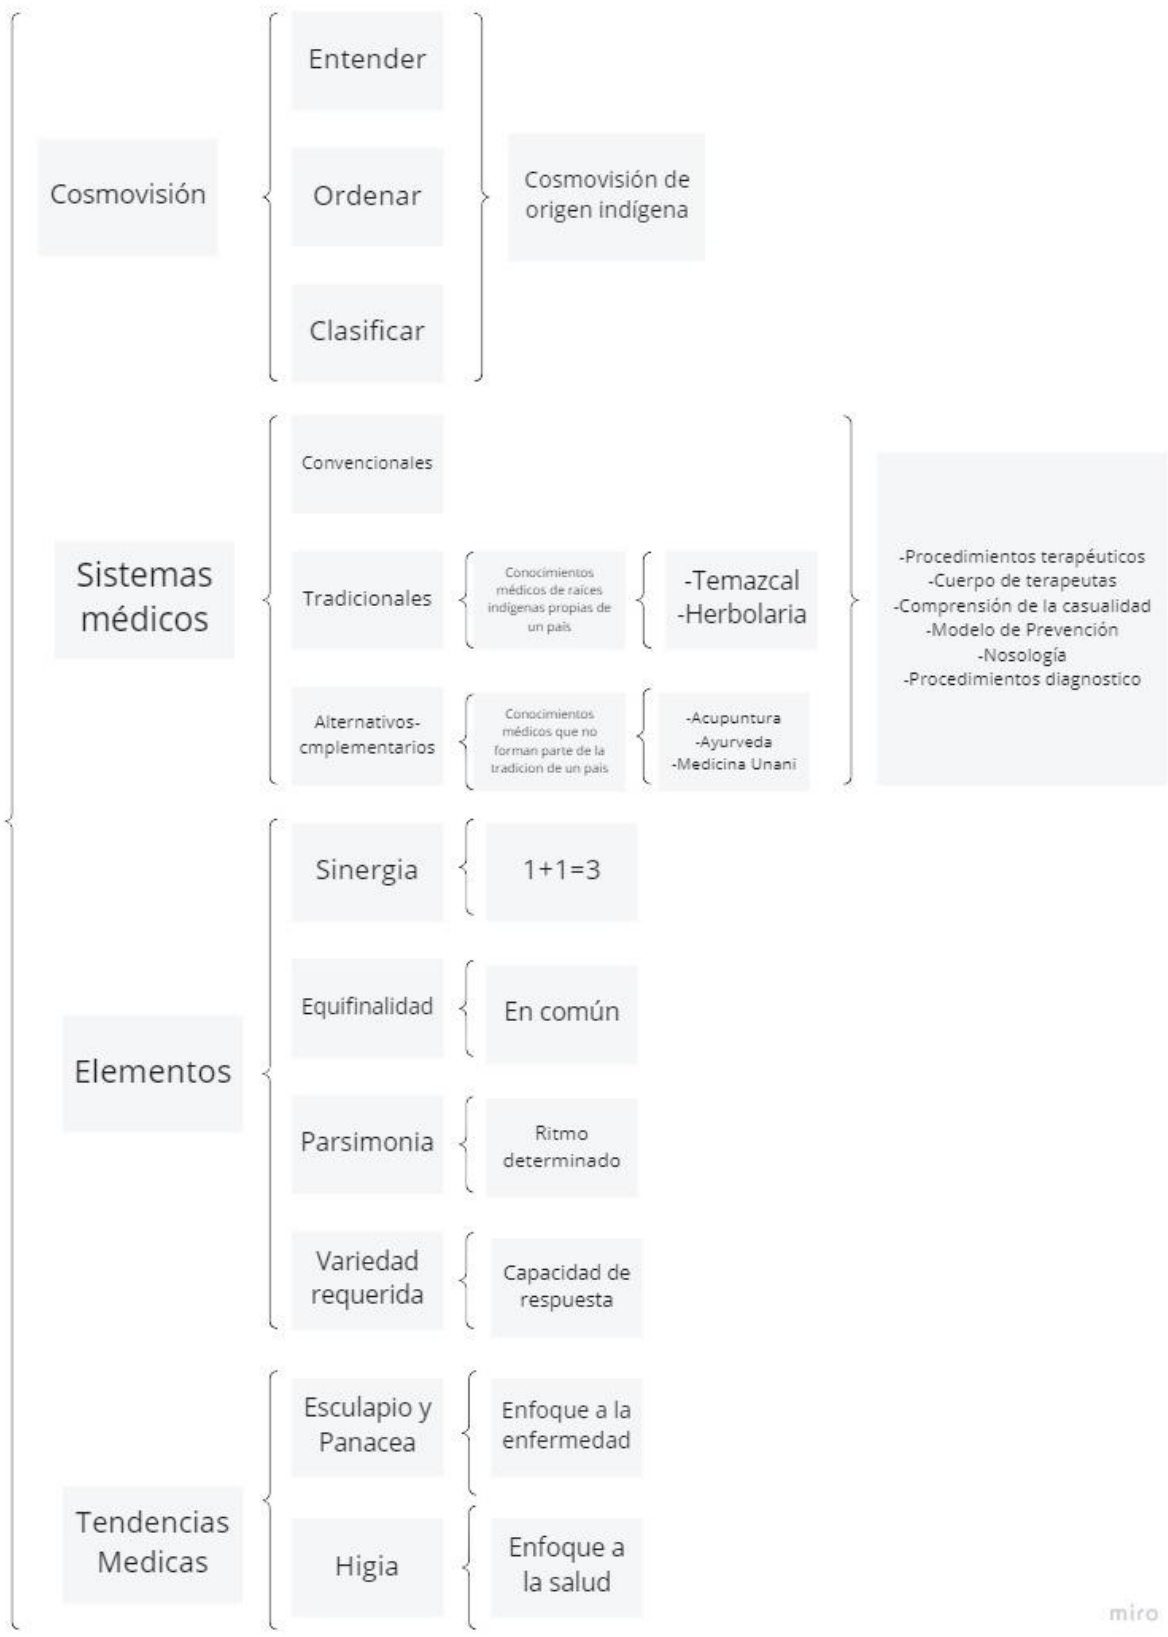 Cosmovisión
Entender
Ordenar
Clasificar
Cosmovisión de
origen indígena
Sistemas
médicos
Convencionales
Tradicionales
Conocimientos
médicos de raíces
indígenas propias de
un país
-Temazcal
-Herbolaria
Alternativos-
cmplementarios
Conocimientos
médicos que no
forman parte de la
tradicion de un pais
-Acupuntura
-Ayurveda
-Medicina Unani
-Procedimientos terapéuticos
-Cuerpo de terapeutas
-Comprensión de la casualidad
-Modelo de Prevención
-Nosología
-Procedimientos diagnostico
Elementos
Sinergia
1+1=3
Equifinalidad
En común
Parsimonia
Ritmo
determinado
Variedad
requerida
Capacidad de
respuesta
Tendencias
Medicas
Esculapio y
Panacea
Enfoque a la
enfermedad
Higia
Enfoque a
la salud
miro